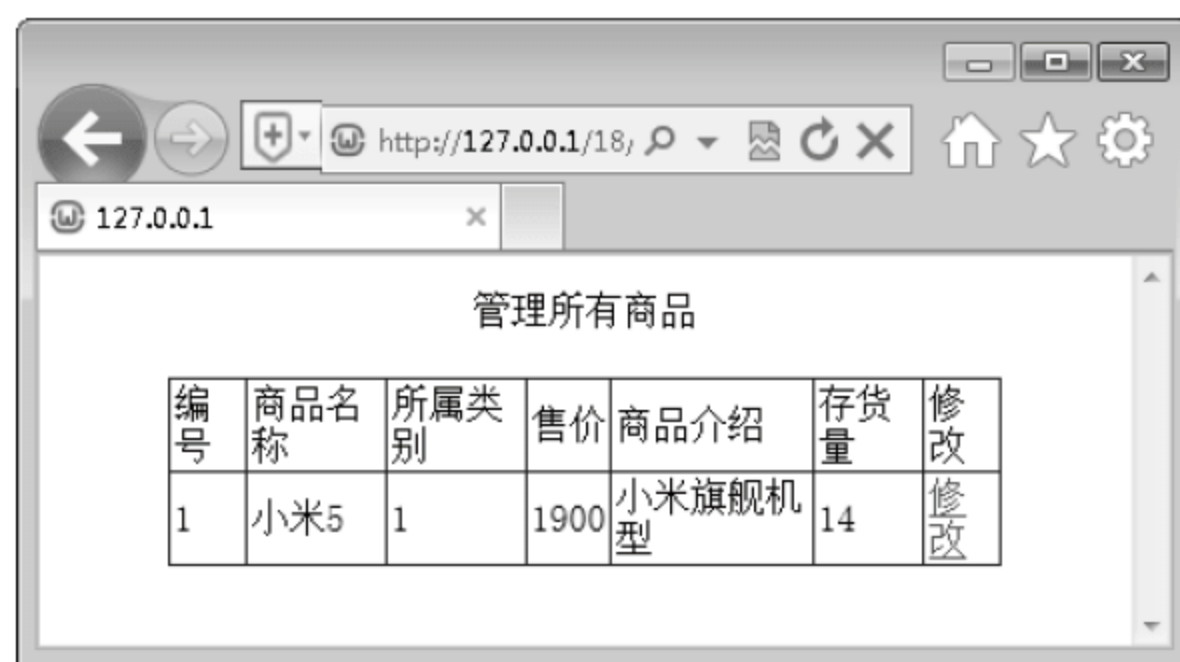 http://127.0.0.1/18/
127.0.0.1
管理所有商品
编号 商品名称 所属类别 售价 商品介绍 存货量 修改
1 小米5 1 1900 小米旗舰机型 14 修改